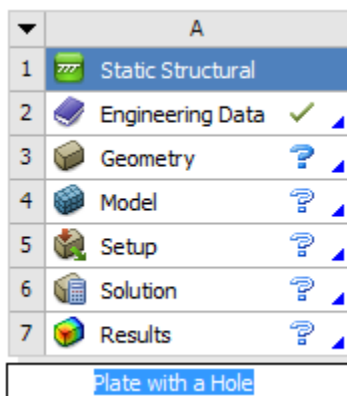 A
1 Static Structural
2 Engineering Data
3 Geometry
4 Model
5 Setup
6 Solution
7 Results
Plate with a Hole